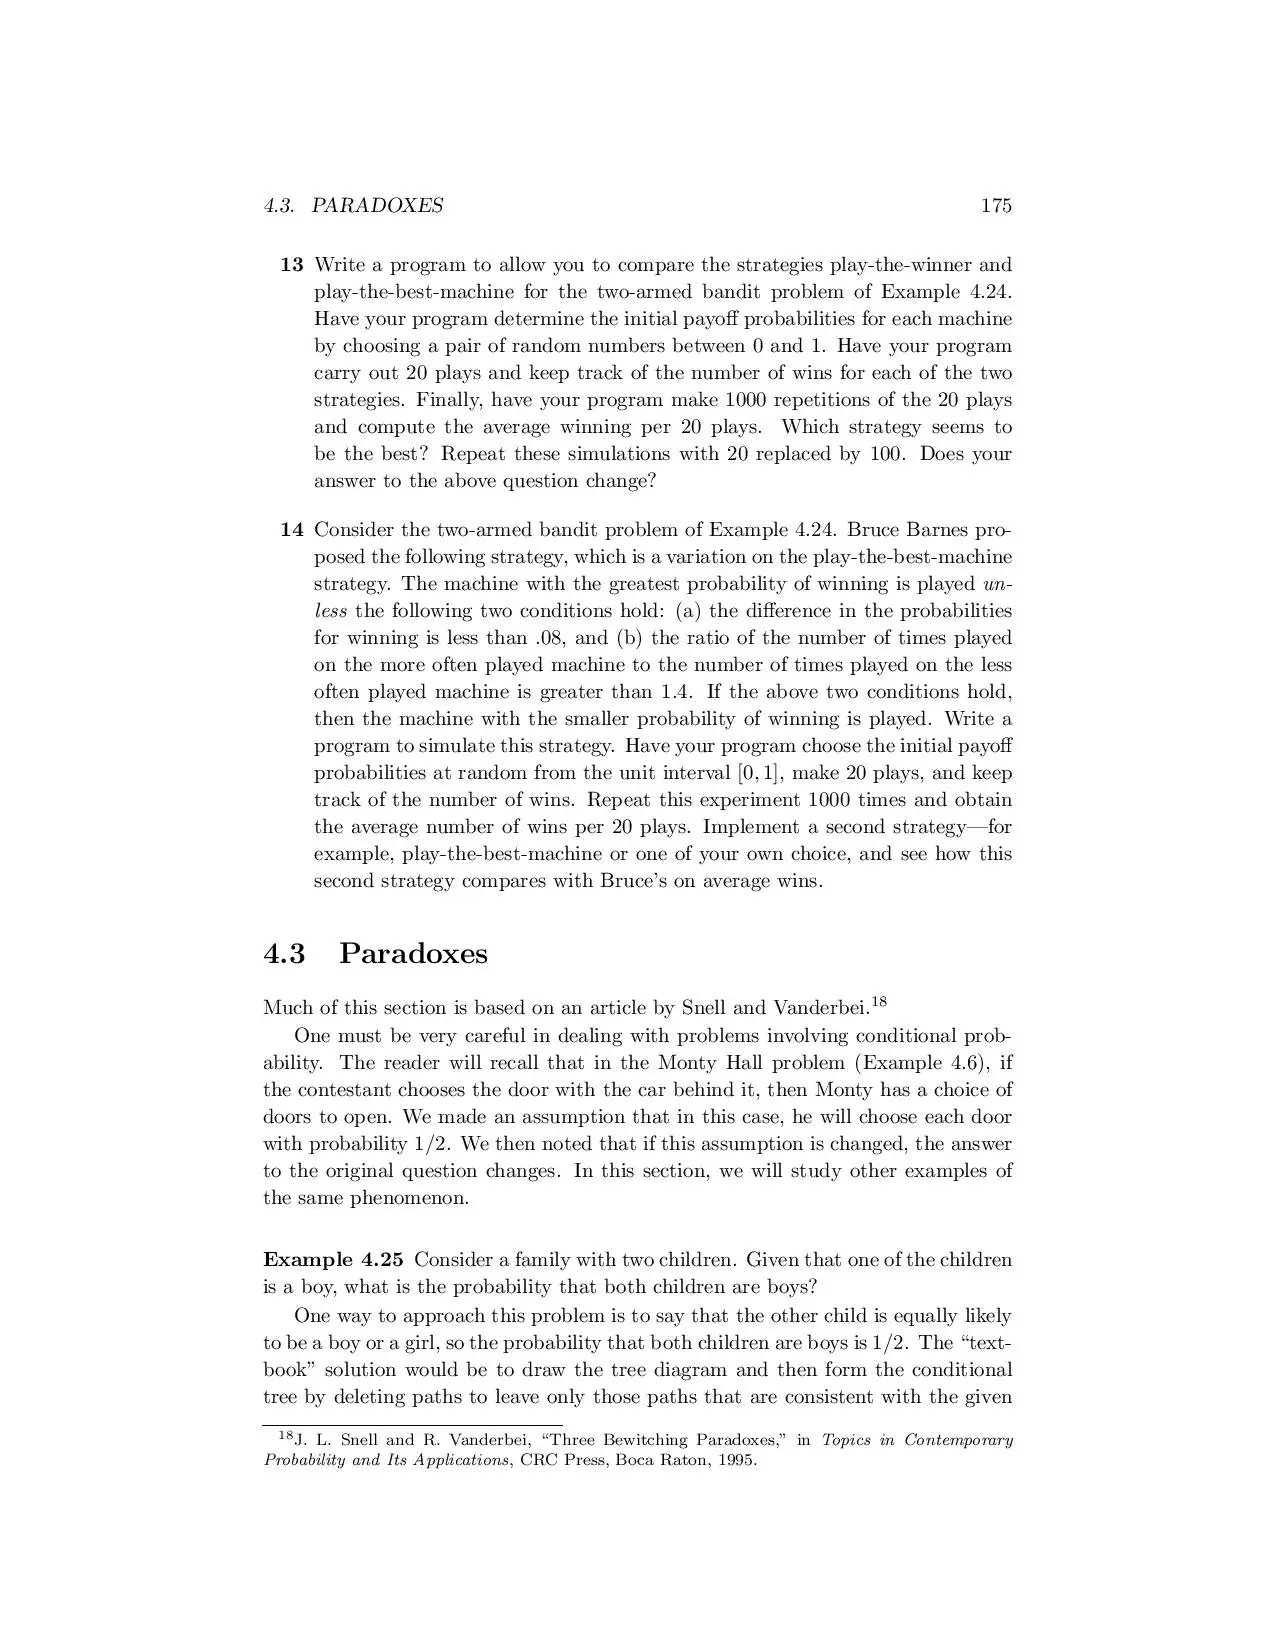 4.3. PARADOXES 175
13 Write a program to allow you to compare the strategies play-the-winner and
play-the-best-machine for the two-armed bandit problem of Example 4.24.
Have your program determine the initial payoff probabilities for each machine
by choosing a pair of random numbers between 0 and 1. Have your program
carry out 20 plays and keep track of the number of wins for each of the two
strategies. Finally, have your program make 1000 repetitions of the 20 plays
and compute the average winning per 20 plays. Which strategy seems to
be the best? Repeat these simulations with 20 replaced by 100. Does your
answer to the above question change?
14 Consider the two-armed bandit problem of Example 4.24. Bruce Barnes pro-
posed the following strategy, which is a variation on the play-the-best-machine
strategy. The machine with the greatest probability of winning is played un-
less the following two conditions hold: (a) the difference in the probabilities
for winning is less than .08, and (b) the ratio of the number of times played
on the more often played machine to the number of times played on the less
often played machine is greater than 1.4. If the above two conditions hold,
then the machine with the smaller probability of winning is played. Write a
program to simulate this strategy. Have your program choose the initial payoff
probabilities at random from the unit interval [0, 1], make 20 plays, and keep
track of the number of wins. Repeat this experiment 1000 times and obtain
the average number of wins per 20 plays. Implement a second strategy—for
example, play-the-best-machine or one of your own choice, and see how this
second strategy compares with Bruce's on average wins.
4.3 Paradoxes
Much of this section is based on an article by Snell and Vanderbei.18
One must be very careful in dealing with problems involving conditional prob-
ability. The reader will recall that in the Monty Hall problem (Example 4.6), if
the contestant chooses the door with the car behind it, then Monty has a choice of
doors to open. We made an assumption that in this case, he will choose each door
with probability 1/2. We then noted that if this assumption is changed, the answer
to the original question changes. In this section, we will study other examples of
the same phenomenon.
Example 4.25 Consider a family with two children. Given that one of the children
is a boy, what is the probability that both children are boys?
One way to approach this problem is to say that the other child is equally likely
to be a boy or a girl, so the probability that both children are boys is 1/2. The “text-
book” solution would be to draw the tree diagram and then form the conditional
tree by deleting paths to leave only those paths that are consistent with the given
18J. L. Snell and R. Vanderbei, “Three Bewitching Paradoxes,” in Topics in Contemporary
Probability and Its Applications, CRC Press, Boca Raton, 1995.